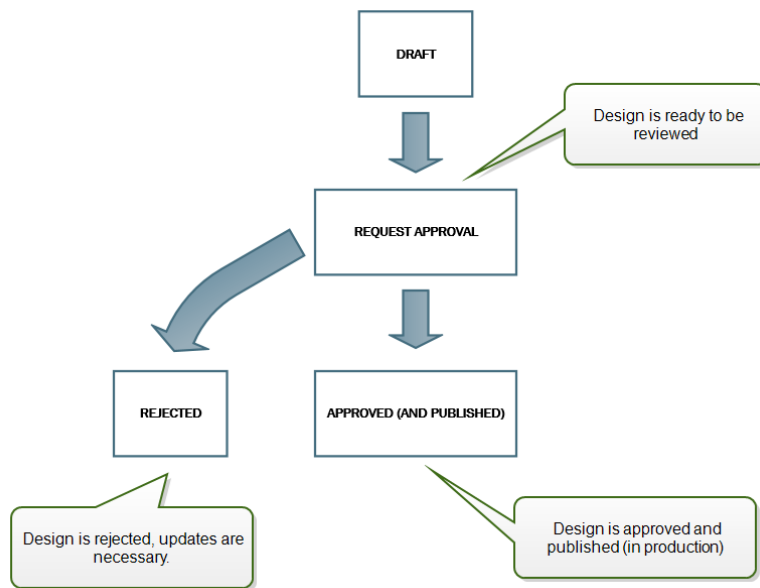 DRAFT
Design is ready to be
reviewed
REQUEST APPROVAL
REJECTED
APPROVED (AND PUBLISHED)
Design is rejected, updates are
necessary.
Design is approved and
published (in production)